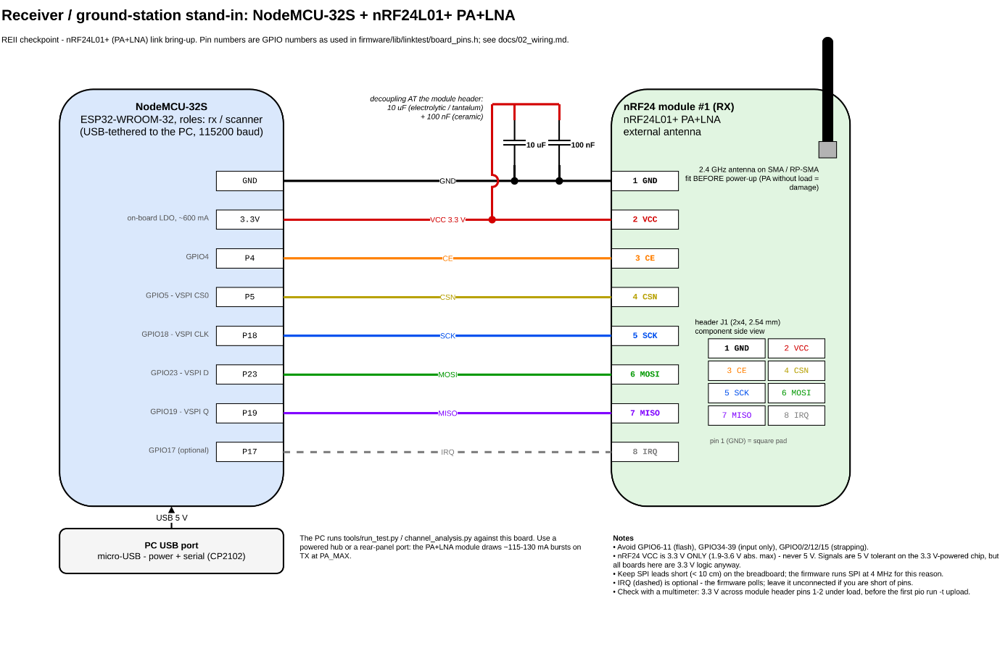 Receiver / ground-station stand-in: NodeMCU-32S + nRF24L01+ PA+LNA
REII checkpoint - nRF24L01+ (PA+LNA) link bring-up. Pin numbers are GPIO numbers as used in firmware/lib/linktest/board_pins.h; see docs/02_wiring.md.
NodeMCU-32S
ESP32-WROOM-32, roles: rx / scanner
(USB-tethered to the PC, 115200 baud)
decoupling AT the module header:
10 uF (electrolytic / tantalum)
+ 100 nF (ceramic)
10 uF
100 nF
nRF24 module #1 (RX)
nRF24L01+ PA+LNA
external antenna
2.4 GHz antenna on SMA / RP-SMA
fit BEFORE power-up (PA without load =
damage)
GND
GND
1 GND
on-board LDO, ~600 mA
3.3V
VCC 3.3 V
2 VCC
GPIO4
P4
CE
3 CE
GPIO5 - VSPI CS0
P5
CSN
4 CSN
GPIO18 - VSPI CLK
P18
SCK
5 SCK
GPIO23 - VSPI D
P23
MOSI
6 MOSI
GPIO19 - VSPI Q
P19
MISO
7 MISO
GPIO17 (optional)
P17
IRQ
8 IRQ
header J1 (2x4, 2.54 mm)
component side view
1 GND
2 VCC
3 CE
4 CSN
5 SCK
6 MOSI
7 MISO
8 IRQ
pin 1 (GND) = square pad
USB 5 V
PC USB port
micro-USB - power + serial (CP2102)
The PC runs tools/run_test.py / channel_analysis.py against this board. Use a
powered hub or a rear-panel port: the PA+LNA module draws ~115-130 mA bursts on
TX at PA_MAX.
Notes
• Avoid GPIO6-11 (flash), GPIO34-39 (input only), GPIO0/2/12/15 (strapping).
• nRF24 VCC is 3.3 V ONLY (1.9-3.6 V abs. max) - never 5 V. Signals are 5 V tolerant on the 3.3 V-powered chip, but
all boards here are 3.3 V logic anyway.
• Keep SPI leads short (< 10 cm) on the breadboard; the firmware runs SPI at 4 MHz for this reason.
• IRQ (dashed) is optional - the firmware polls; leave it unconnected if you are short of pins.
• Check with a multimeter: 3.3 V across module header pins 1-2 under load, before the first pio run -t upload.